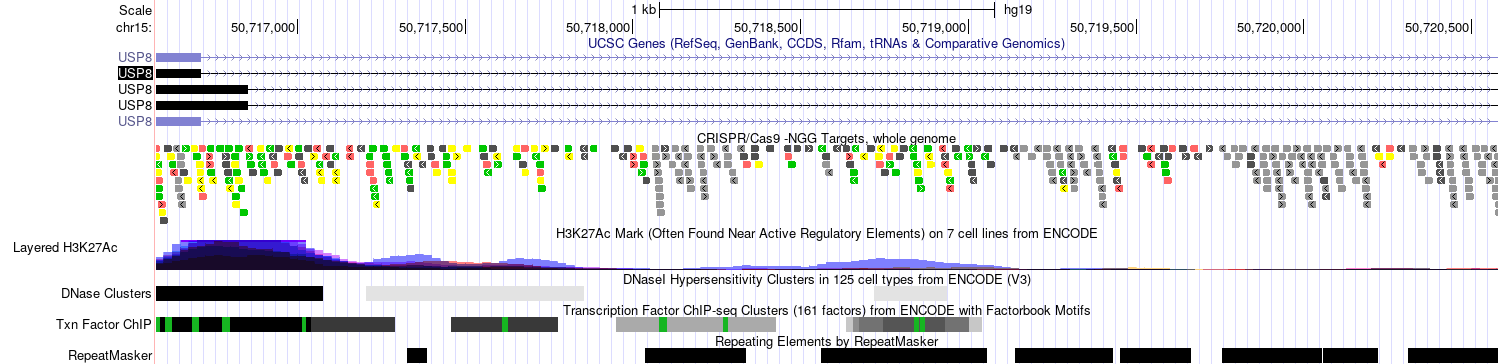 Scale 1 kb hg19
chr15: 50,717,000 50,717,500 50,718,000 50,718,500 50,719,000 50,719,500 50,720,000 50,720,500
UCSC Genes (RefSeq, GenBank, CCDS, Rfam, tRNAs & Comparative Genomics)
USP8
USP8
USP8
USP8
USP8
CRISPR/Cas9 -NGG Targets, whole genome
H3K27Ac Mark (Often Found Near Active Regulatory Elements) on 7 cell lines from ENCODE
Layered H3K27Ac
DNaseI Hypersensitivity Clusters in 125 cell types from ENCODE (V3)
DNase Clusters
Transcription Factor ChIP-seq Clusters (161 factors) from ENCODE with Factorbook Motifs
Txn Factor ChIP
Repeating Elements by RepeatMasker
RepeatMasker